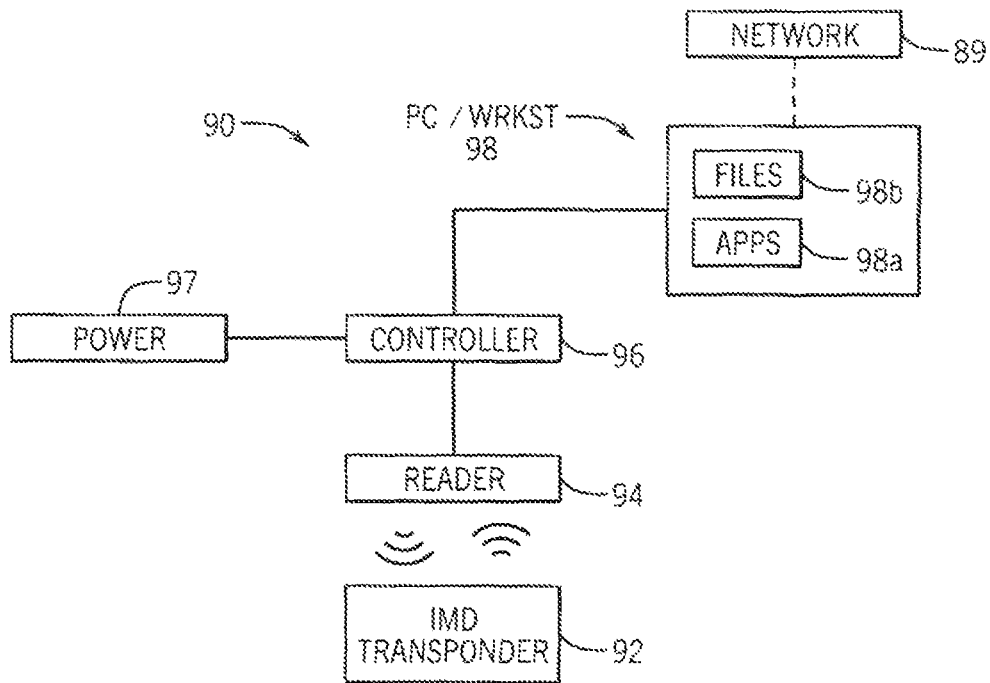 NETWORK
89
90
PC / WRKST
98
FILES
98b
APPS
98a
97
POWER
CONTROLLER
96
READER
94
IMD
TRANSPONDER
92